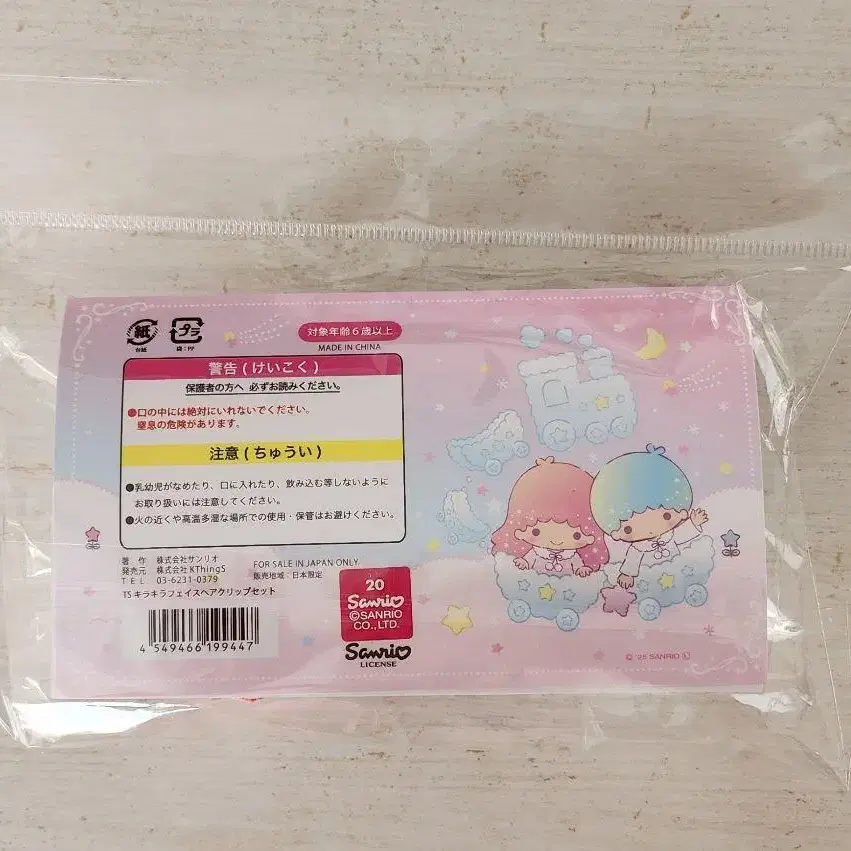 紙
台紙
プラ
袋:PP
対象年齢6歳以上
MADE IN CHINA
警告(けいこく)
保護者の方へ 必ずお読みください。
●口の中には絶対にいれないでください。
窒息の危険があります。
注意(ちゅうい)
●乳幼児がなめたり、口に入れたり、飲み込む等しないように
お取り扱いには注意してください。
●火の近くや高温多湿な場所での使用・保管はお避けください。
著 作 株式会社サンリオ
発売元 株式会社KThingS
TEL 03-6231-0379
FOR SALE IN JAPAN ONLY
販売地域:日本限定
TSキラキラフェイスヘアクリップセット
4 549466 199447
20
Sanrio
©SANRIO
CO.,LTD.
Sanrio
LICENSE
© '25 SANRIO Ⓛ